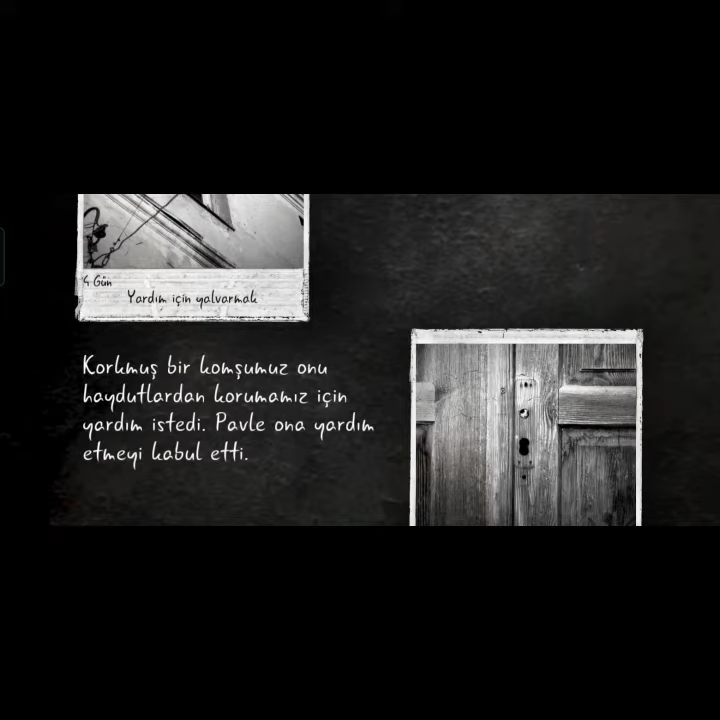 4 Gün
Yardım için yalvarmak
Korkmuş bir komşumuz onu
haydutlardan korumamız için
yardım istedi. Pavle ona yardım
etmeyi kabul etti.